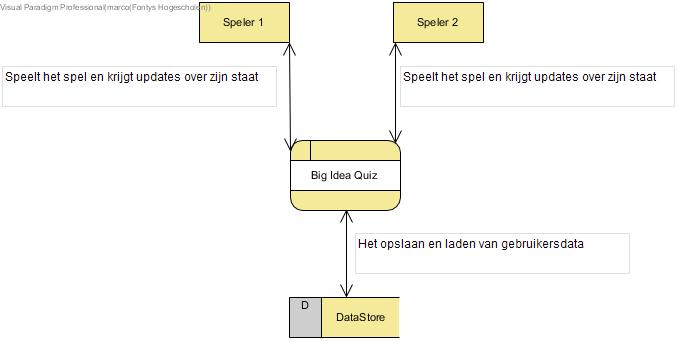 Visual Paradigm Professional(marco(Fontys Hogescholen))
Speler 1
Speler 2
Speelt het spel en krijgt updates over zijn staat
Speelt het spel en krijgt updates over zijn staat
Big Idea Quiz
Het opslaan en laden van gebruikersdata
D
DataStore